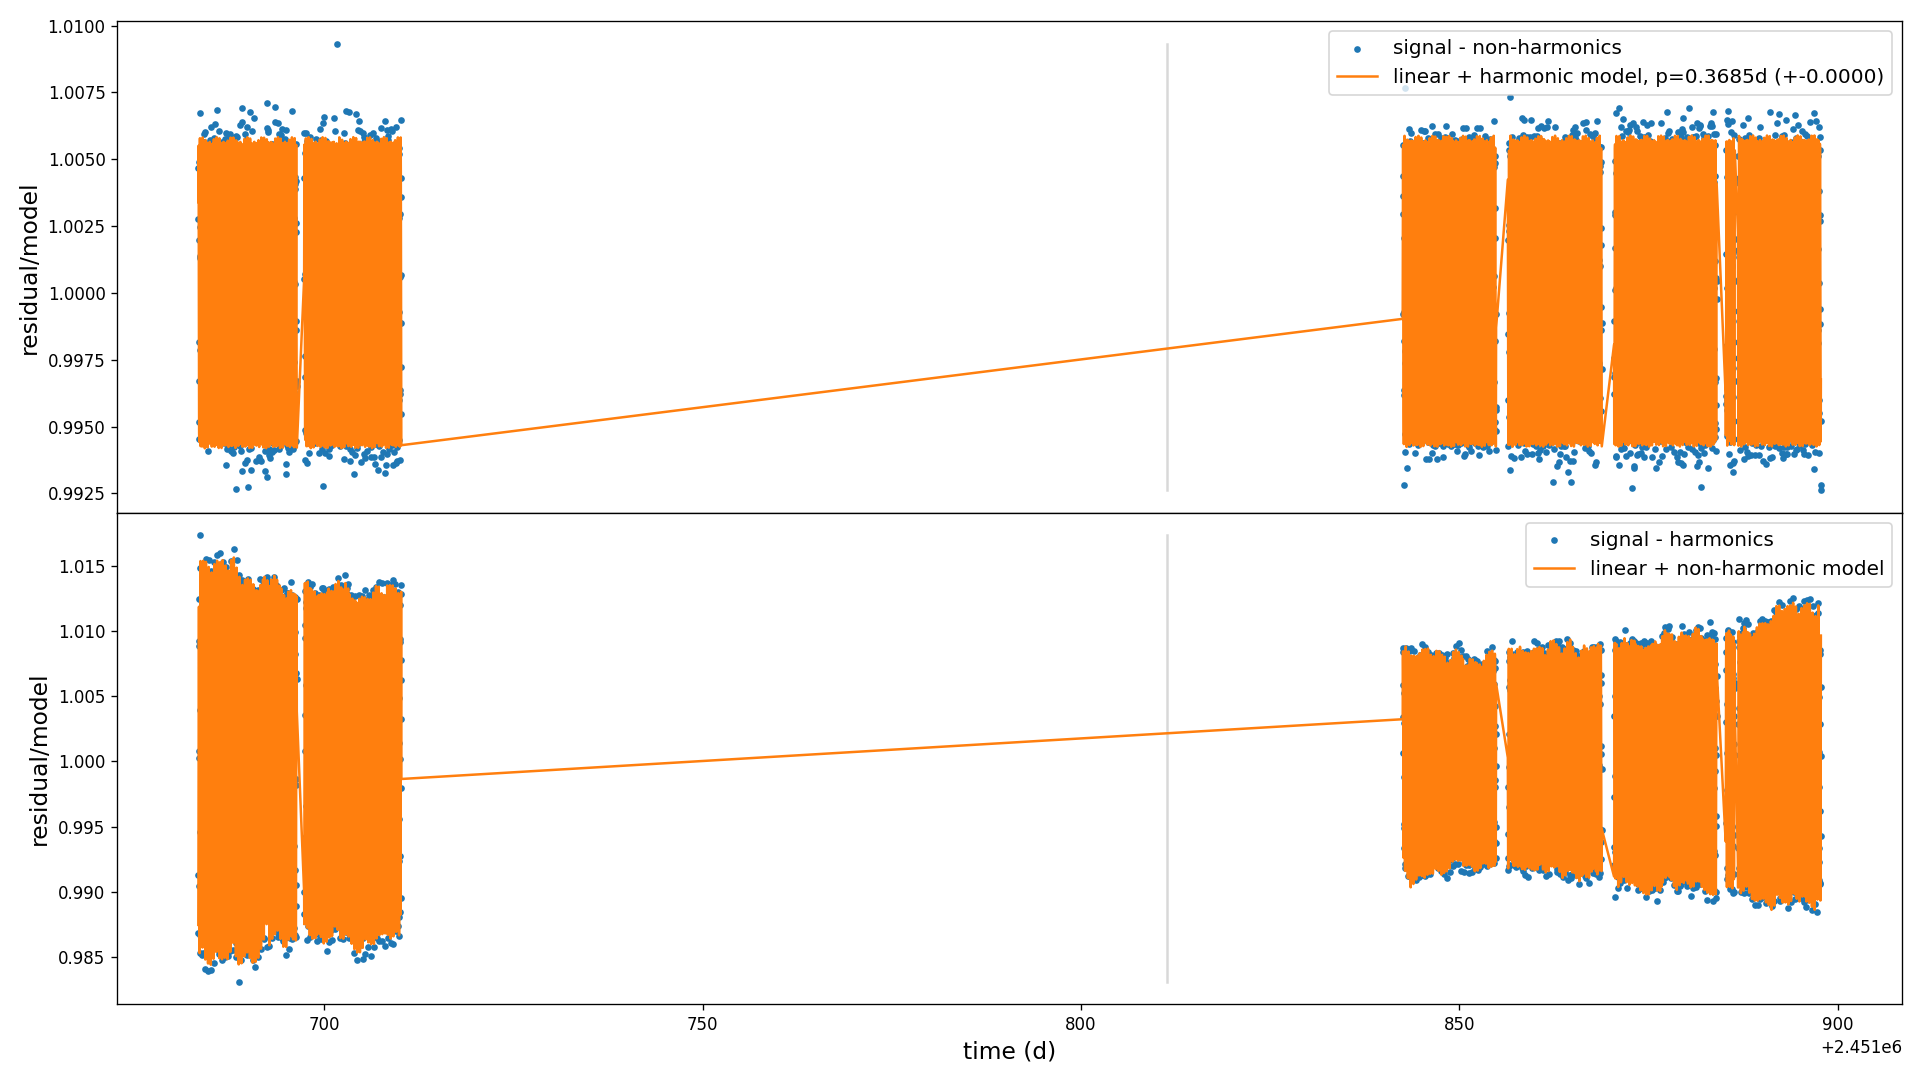 1.0100
1.0075
1.0050
1.0025
1.0000
0.9975
0.9950
0.9925
residual/model
signal - non-harmonics
linear + harmonic model, p=0.3685d (+-0.0000)
1.015
1.010
1.005
1.000
0.995
0.990
0.985
residual/model
signal - harmonics
linear + non-harmonic model
700
750
800
850
900
+2.451e6
time (d)